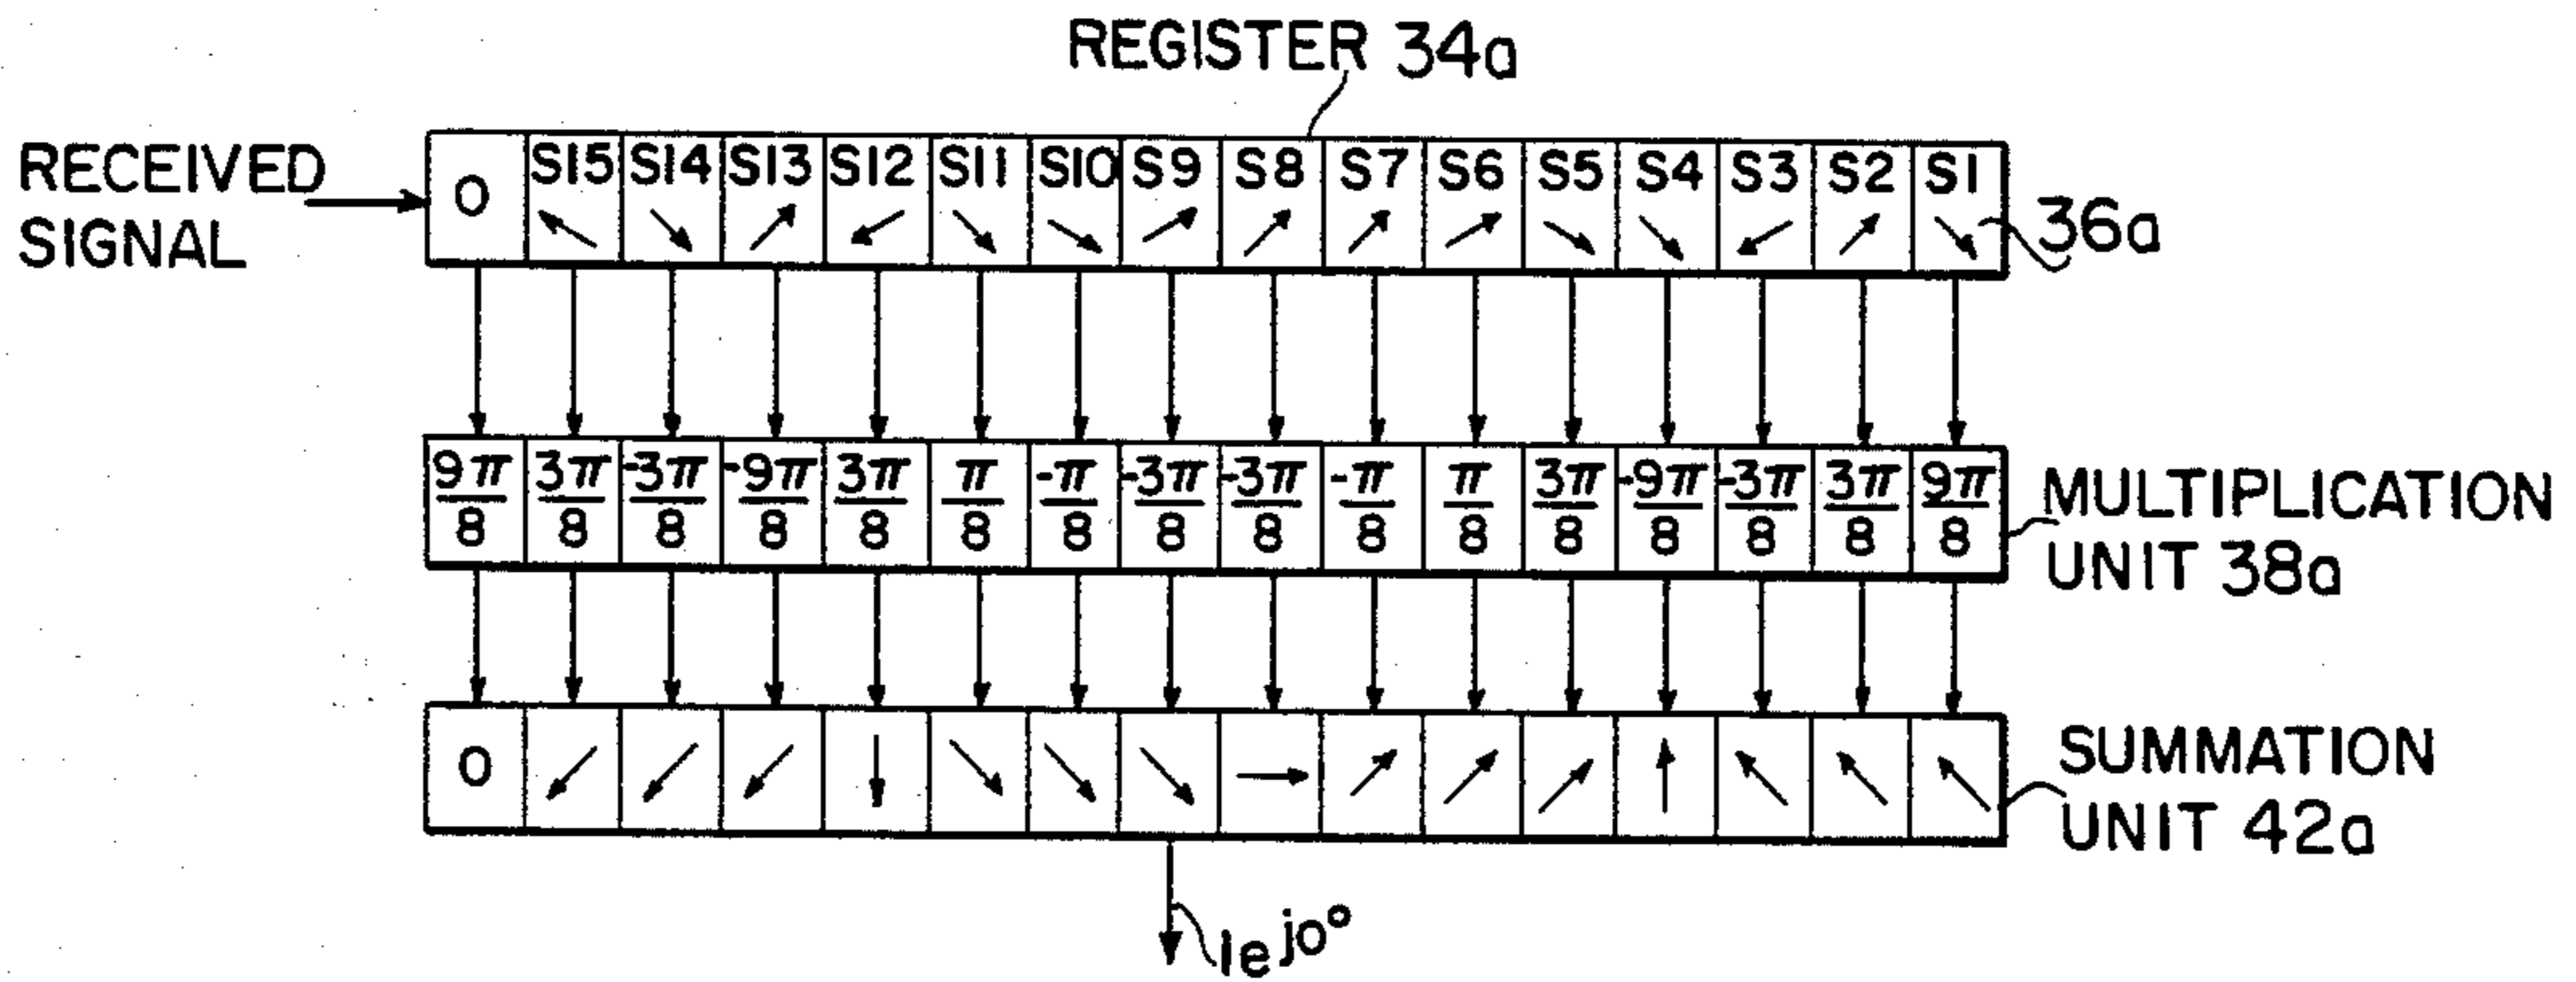 REGISTER 34a
RECEIVED
SIGNAL
0 S15 S14 S13 S12 S11 S10 S9 S8 S7 S6 S5 S4 S3 S2 S1
36a
9π/8 3π/8 -3π/8 -9π/8 3π/8 π/8 -π/8 -3π/8 -3π/8 -π/8 π/8 3π/8 -9π/8 -3π/8 3π/8 9π/8
MULTIPLICATION
UNIT 38a
0
SUMMATION
UNIT 42a
1e^j0°